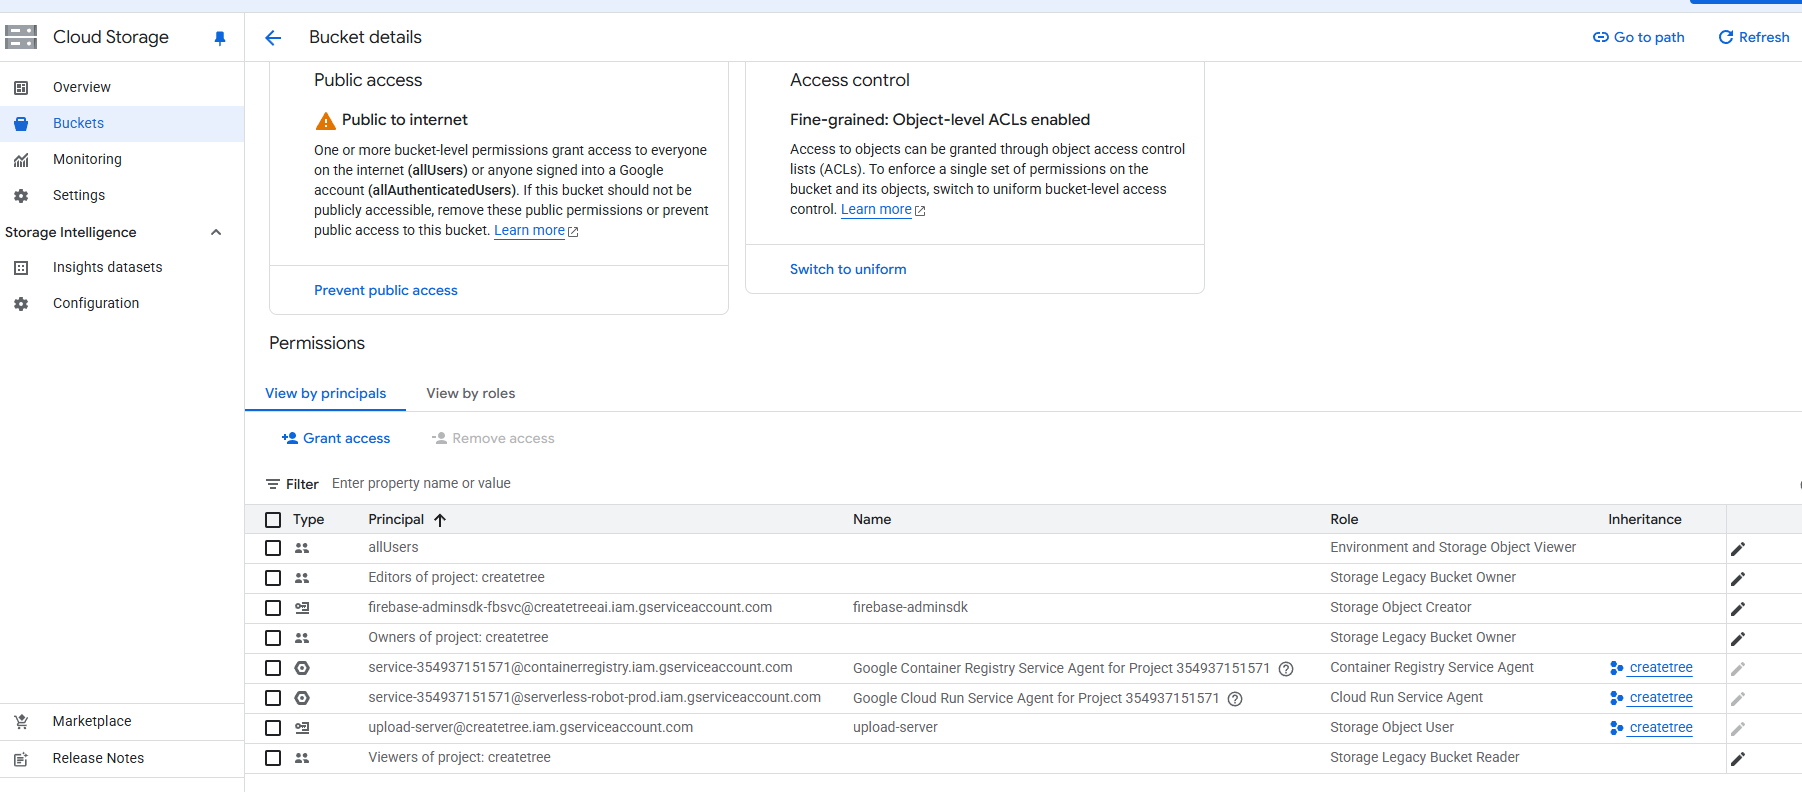 Cloud Storage
Bucket details
Go to path
Refresh
Overview
Buckets
Monitoring
Settings
Storage Intelligence
Insights datasets
Configuration
Marketplace
Release Notes
Public access
Public to internet
One or more bucket-level permissions grant access to everyone
on the internet (allUsers) or anyone signed into a Google
account (allAuthenticatedUsers). If this bucket should not be
publicly accessible, remove these public permissions or prevent
public access to this bucket. Learn more
Prevent public access
Access control
Fine-grained: Object-level ACLs enabled
Access to objects can be granted through object access control
lists (ACLs). To enforce a single set of permissions on the
bucket and its objects, switch to uniform bucket-level access
control. Learn more
Switch to uniform
Permissions
View by principals View by roles
Grant access Remove access
Filter Enter property name or value
Type Principal Name Role Inheritance
allUsers Environment and Storage Object Viewer
Editors of project: createtree Storage Legacy Bucket Owner
firebase-adminsdk-fbsvc@createtreeai.iam.gserviceaccount.com firebase-adminsdk Storage Object Creator
Owners of project: createtree Storage Legacy Bucket Owner
service-354937151571@containerregistry.iam.gserviceaccount.com Google Container Registry Service Agent for Project 354937151571 Container Registry Service Agent createtree
service-354937151571@serverless-robot-prod.iam.gserviceaccount.com Google Cloud Run Service Agent for Project 354937151571 Cloud Run Service Agent createtree
upload-server@createtree.iam.gserviceaccount.com upload-server Storage Object User createtree
Viewers of project: createtree Storage Legacy Bucket Reader